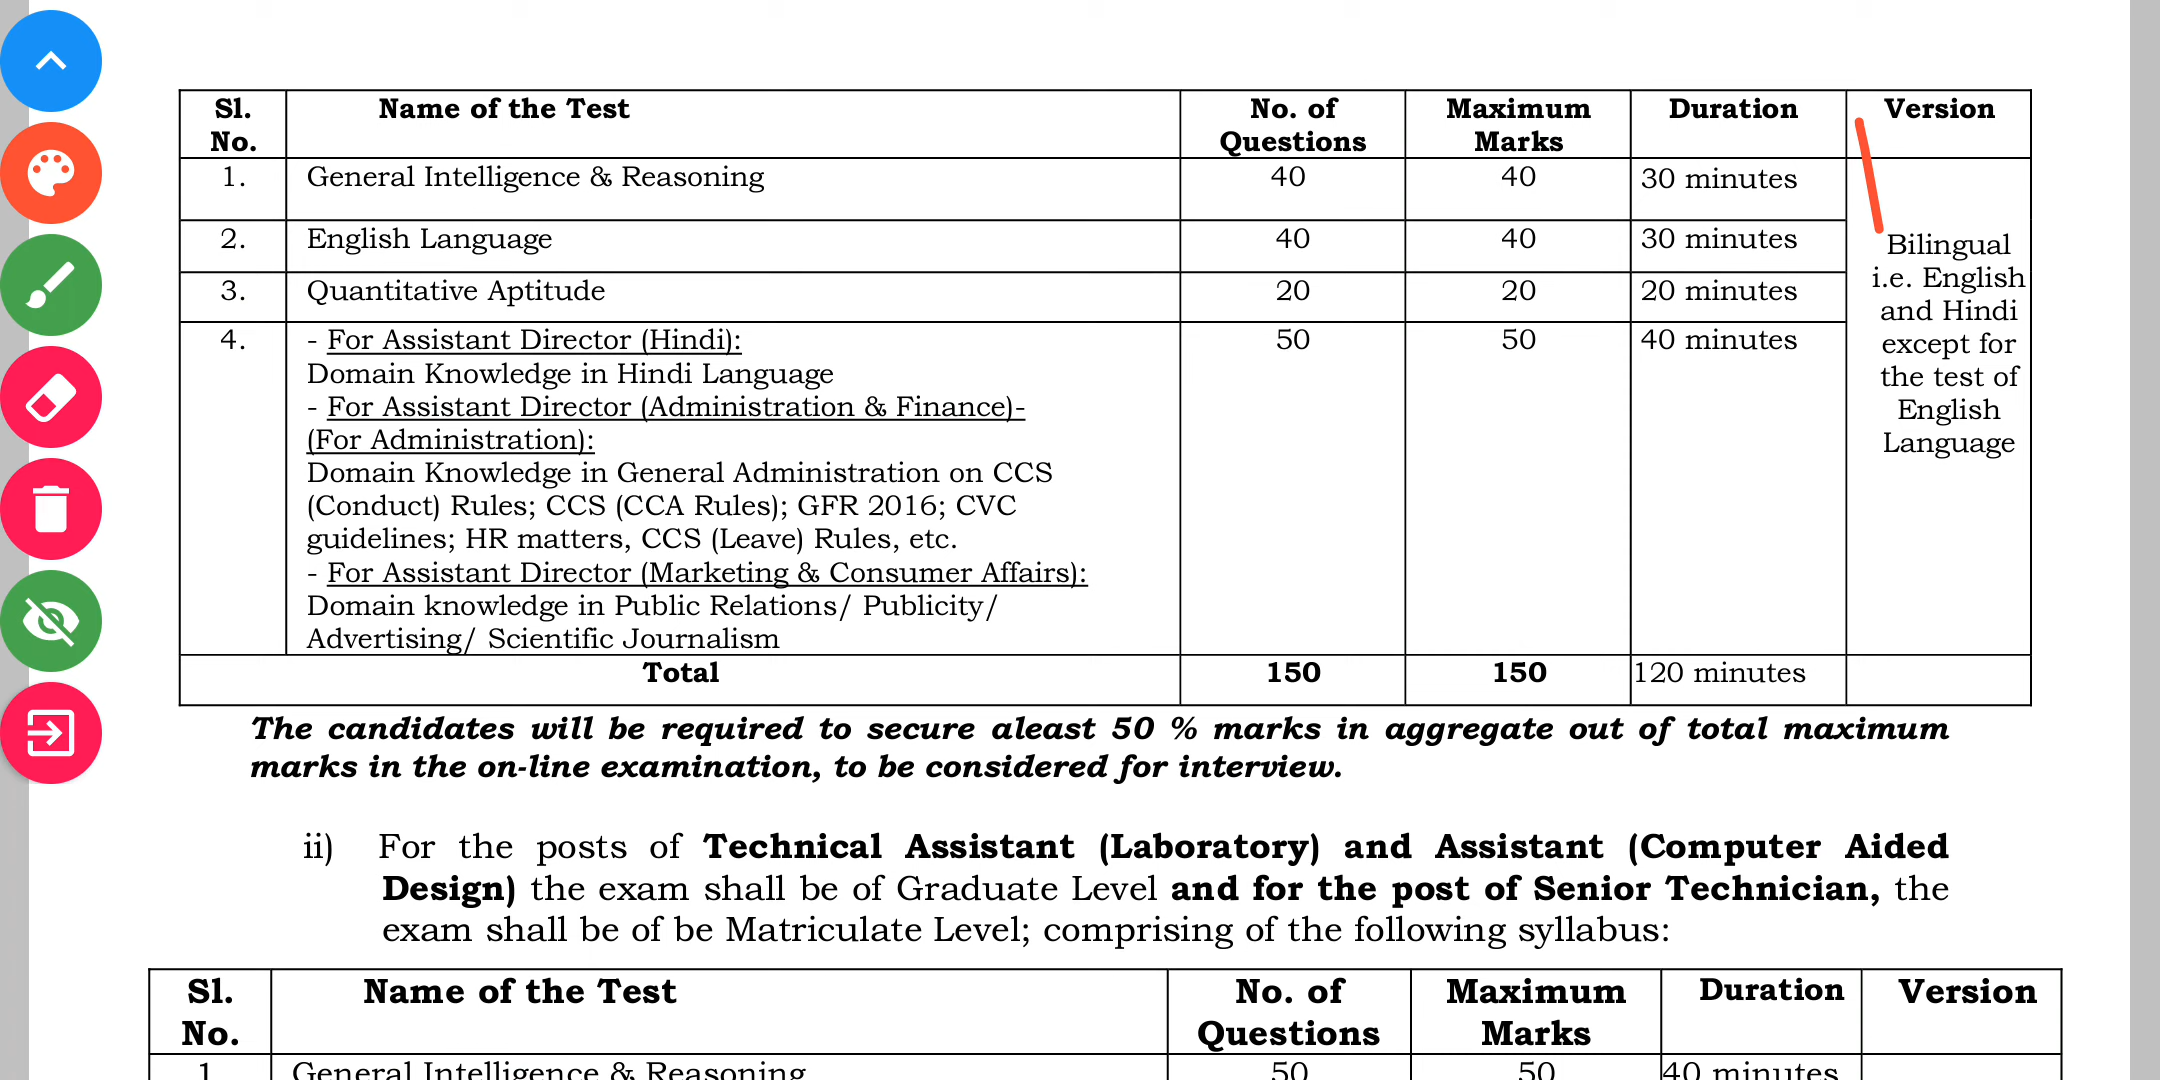 Sl. No. Name of the Test No. of Questions Maximum Marks Duration Version
1. General Intelligence & Reasoning 40 40 30 minutes
2. English Language 40 40 30 minutes
3. Quantitative Aptitude 20 20 20 minutes
4. - For Assistant Director (Hindi): 50 50 40 minutes
Domain Knowledge in Hindi Language
- For Assistant Director (Administration & Finance)-
(For Administration):
Domain Knowledge in General Administration on CCS
(Conduct) Rules; CCS (CCA Rules); GFR 2016; CVC
guidelines; HR matters, CCS (Leave) Rules, etc.
- For Assistant Director (Marketing & Consumer Affairs):
Domain knowledge in Public Relations/ Publicity/
Advertising/ Scientific Journalism
Bilingual
i.e. English
and Hindi
except for
the test of
English
Language
Total 150 150 120 minutes
The candidates will be required to secure aleast 50 % marks in aggregate out of total maximum
marks in the on-line examination, to be considered for interview.
ii) For the posts of Technical Assistant (Laboratory) and Assistant (Computer Aided
Design) the exam shall be of Graduate Level and for the post of Senior Technician, the
exam shall be of be Matriculate Level; comprising of the following syllabus:
Sl. No. Name of the Test No. of Questions Maximum Marks Duration Version
1 General Intelligence & Reasoning 50 50 40 minutes